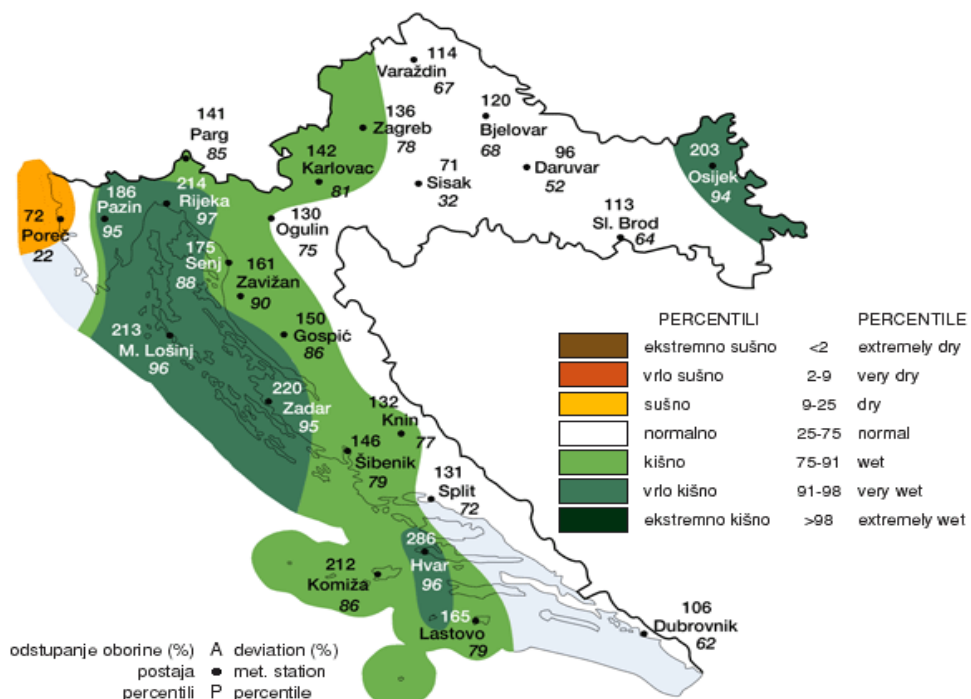 114
Varaždin
67
141
Parg
85
136
Zagreb
78
120
Bjelovar
68
142
Karlovac
81
71
Sisak
32
96
Daruvar
52
203
Osijek
94
72
Poreč
22
186
Pazin
95
214
Rijeka
97
130
Ogulin
75
113
Sl. Brod
64
175
Senj
88
161
Zavižan
90
150
Gospić
86
213
M. Lošinj
96
220
Zadar
95
132
Knin
77
146
Šibenik
79
131
Split
72
286
Hvar
96
212
Komiža
86
165
Lastovo
79
106
Dubrovnik
62
PERCENTILI PERCENTILE
ekstremno sušno <2 extremely dry
vrlo sušno 2-9 very dry
sušno 9-25 dry
normalno 25-75 normal
kišno 75-91 wet
vrlo kišno 91-98 very wet
ekstremno kišno >98 extremely wet
odstupanje oborine (%) A deviation (%)
postaja ● met. station
percentili P percentile